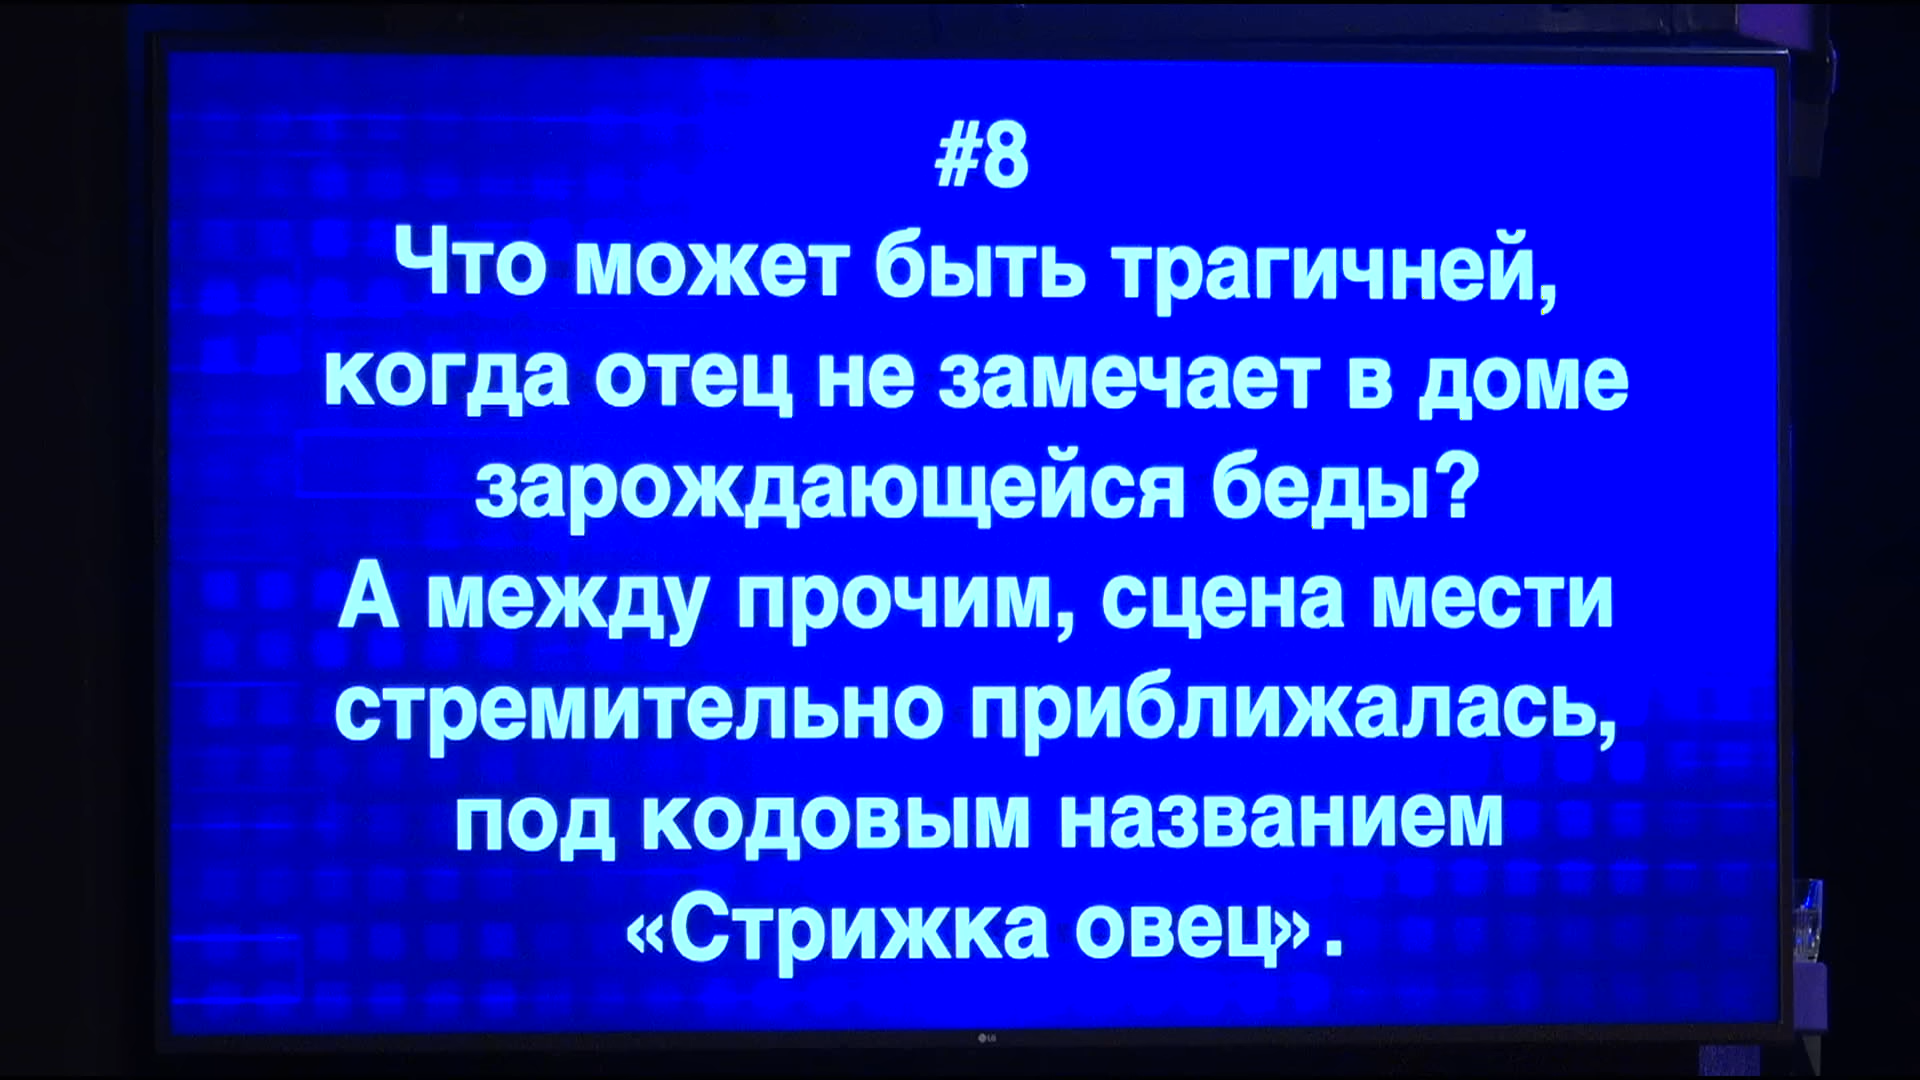 #8
Что может быть трагичней,
когда отец не замечает в доме
зарождающейся беды?
А между прочим, сцена мести
стремительно приближалась,
под кодовым названием
«Стрижка овец».
LG